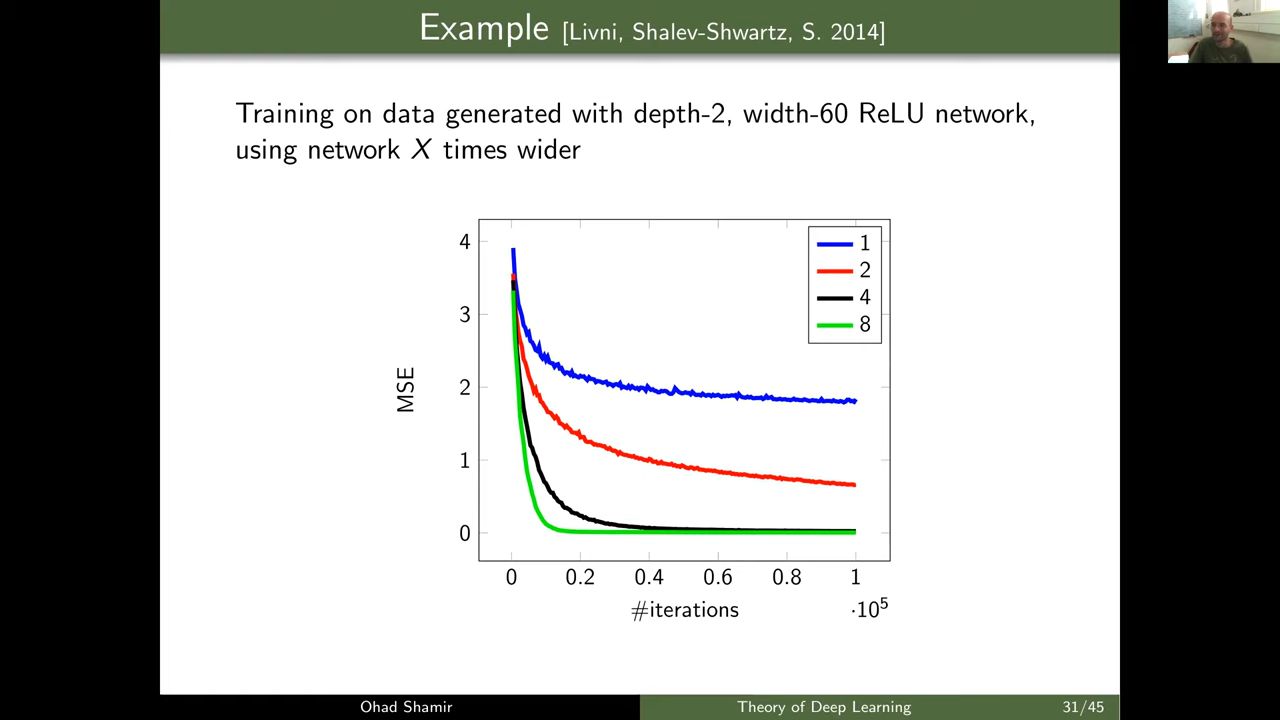 Example [Livni, Shalev-Shwartz, S. 2014]
Training on data generated with depth-2, width-60 ReLU network,
using network X times wider
4
3
2
1
0
MSE
1
2
4
8
0 0.2 0.4 0.6 0.8 1
#iterations ·10⁵
Ohad Shamir Theory of Deep Learning 31/45